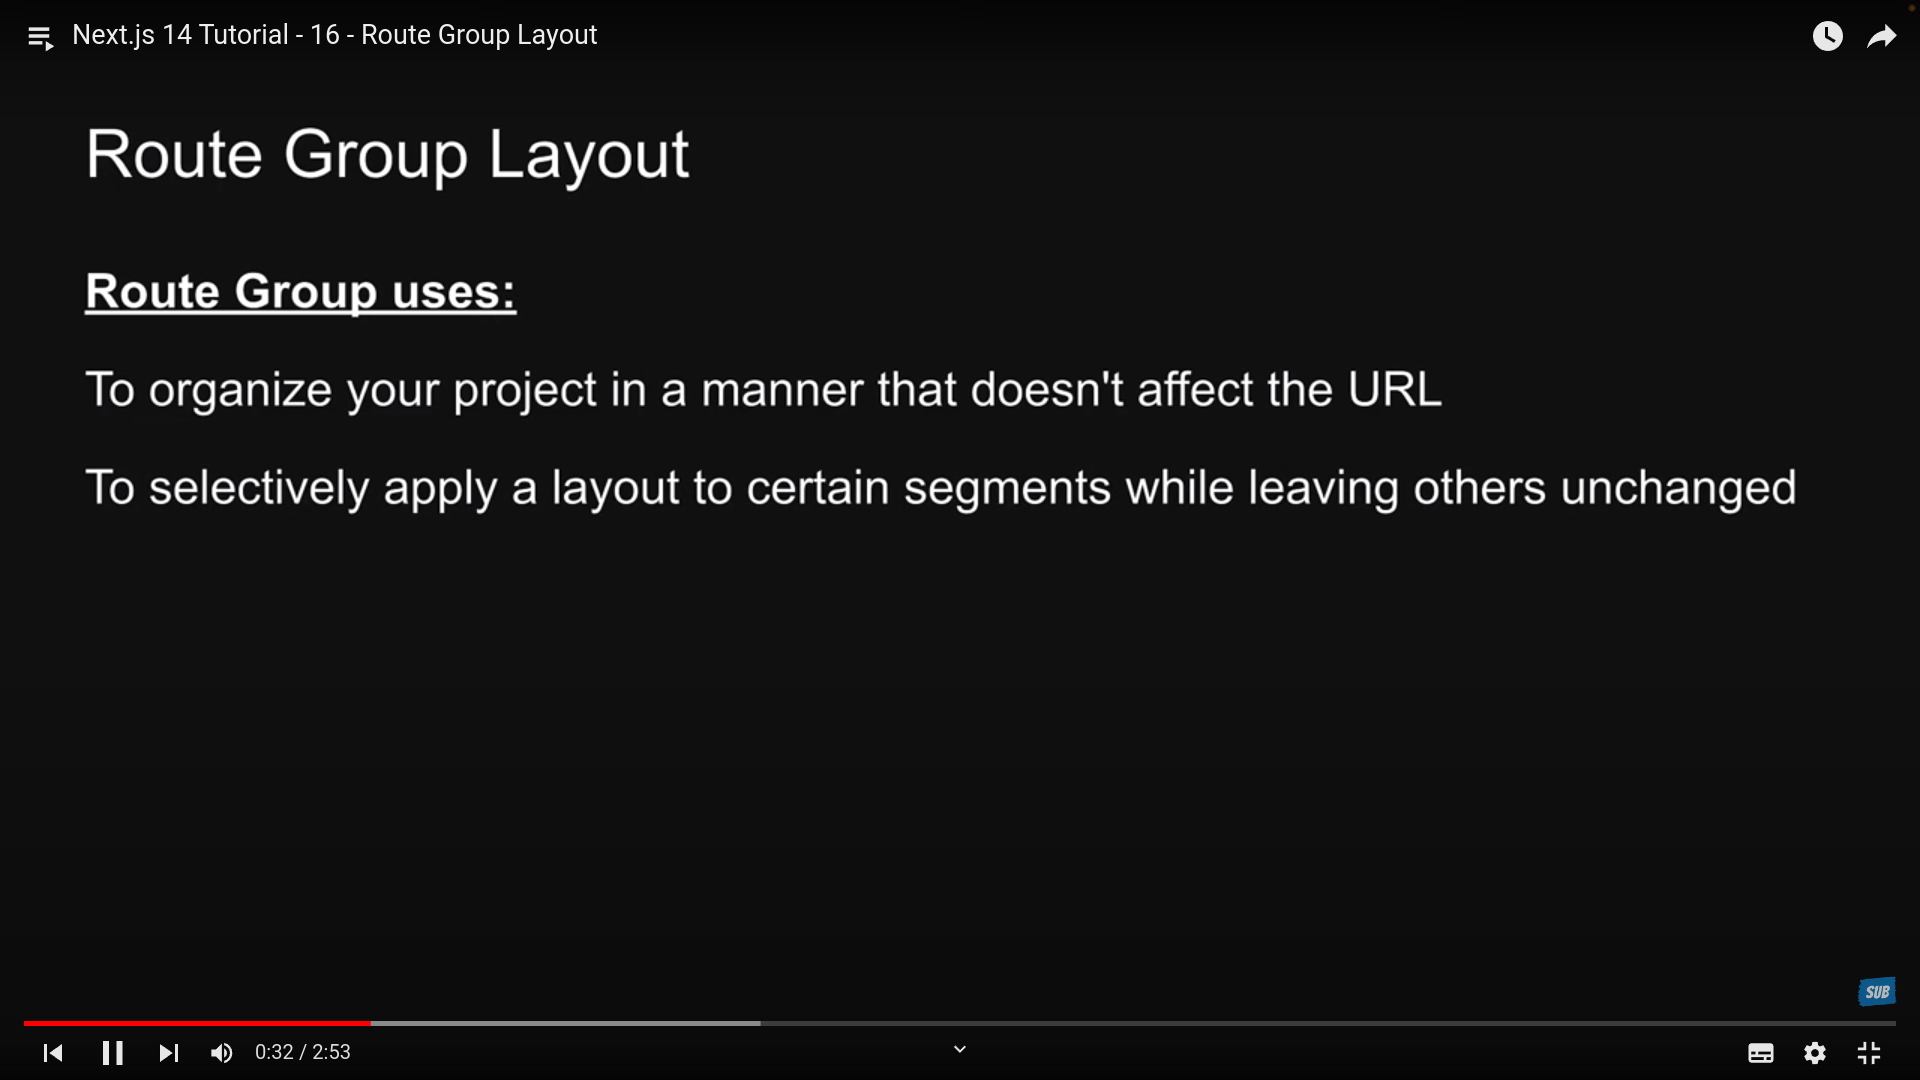 Next.js 14 Tutorial - 16 - Route Group Layout
Route Group Layout
Route Group uses:
To organize your project in a manner that doesn't affect the URL
To selectively apply a layout to certain segments while leaving others unchanged
SUB
0:32 / 2:53